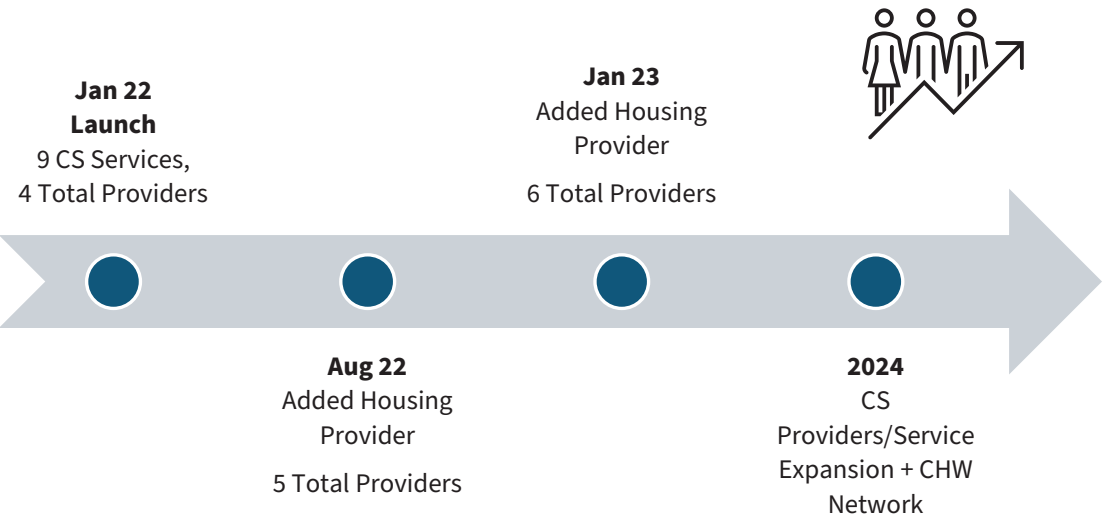 Jan 22
Launch
9 CS Services,
4 Total Providers
Aug 22
Added Housing
Provider
5 Total Providers
Jan 23
Added Housing
Provider
6 Total Providers
2024
CS
Providers/Service
Expansion + CHW
Network